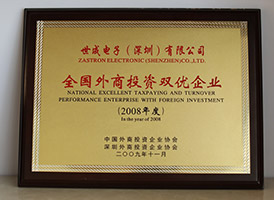 世成电子（深圳）有限公司
ZASTRON ELECTRONIC (SHENZHEN) CO., LTD.
全国外商投资双优企业
NATIONAL EXCELLENT TAXPAYING AND TURNOVER
PERFORMANCE ENTERPRISE WITH FOREIGN INVESTMENT
(2008年度)
In the year of 2008
中国外商投资企业协会
深圳外商投资企业协会
二〇〇九年十一月